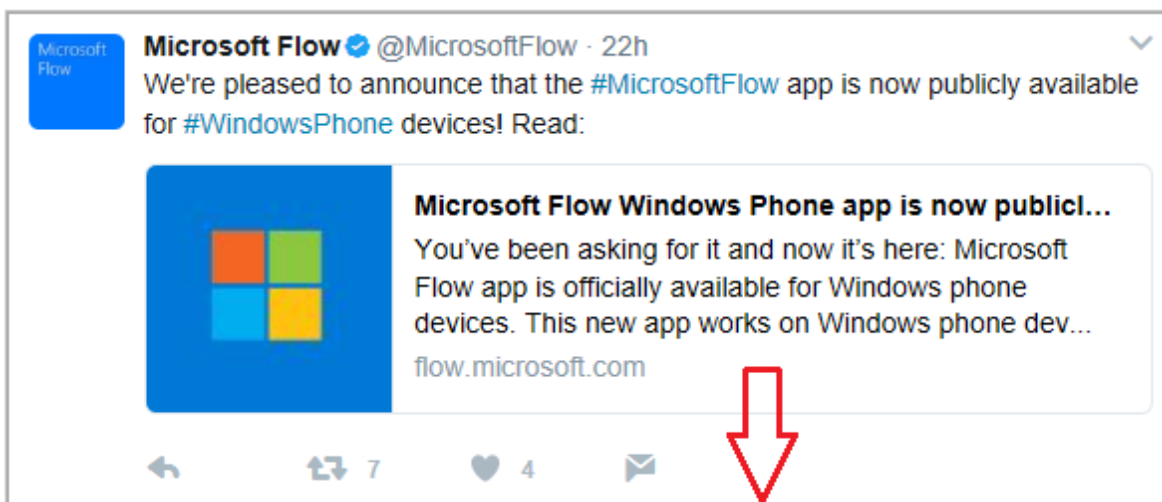 Microsoft
Flow
Microsoft Flow @MicrosoftFlow · 22h
We're pleased to announce that the #MicrosoftFlow app is now publicly available
for #WindowsPhone devices! Read:
Microsoft Flow Windows Phone app is now publicl...
You've been asking for it and now it's here: Microsoft
Flow app is officially available for Windows phone
devices. This new app works on Windows phone dev...
flow.microsoft.com
7 4